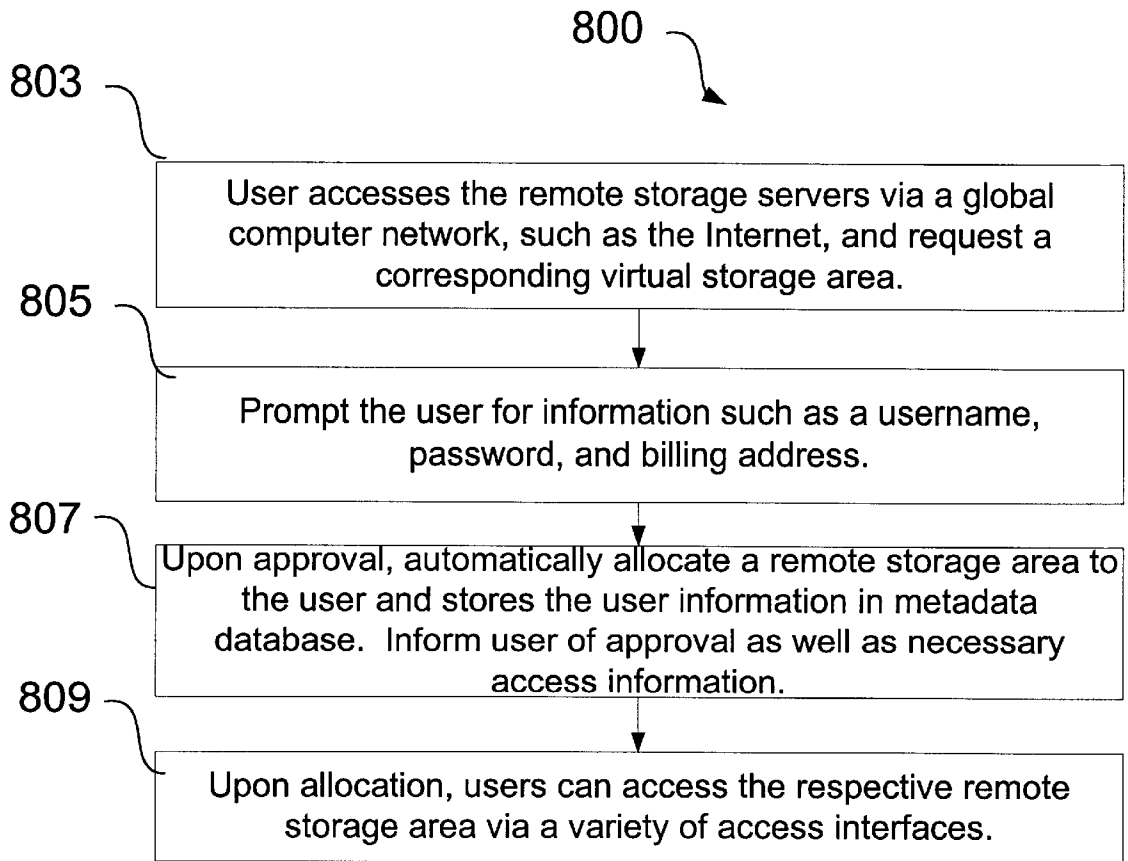 800
803
User accesses the remote storage servers via a global
computer network, such as the Internet, and request a
corresponding virtual storage area.
805
Prompt the user for information such as a username,
password, and billing address.
807
Upon approval, automatically allocate a remote storage area to
the user and stores the user information in metadata
database.  Inform user of approval as well as necessary
access information.
809
Upon allocation, users can access the respective remote
storage area via a variety of access interfaces.